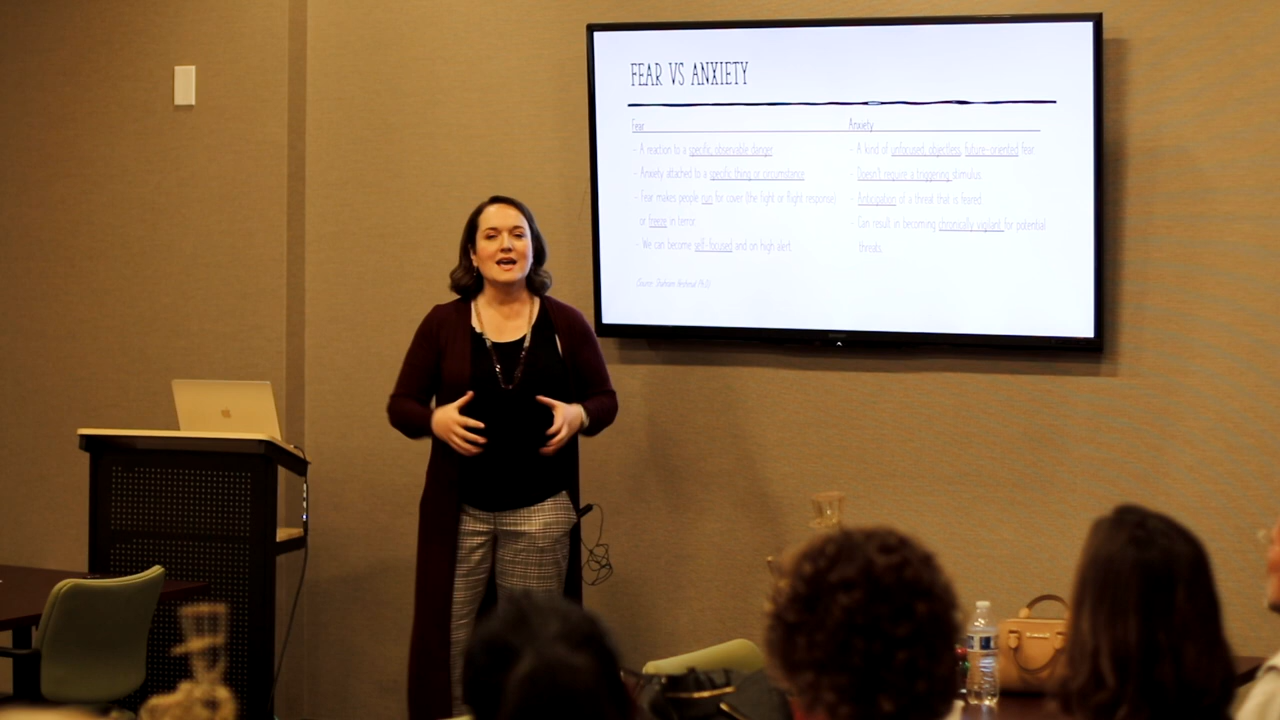 FEAR VS ANXIETY
Fear
- A reaction to a specific, observable danger
- Anxiety attached to a specific thing or circumstance
- Fear makes people run for cover (the fight or flight response)
or freeze in terror
- We can become self-focused and on high alert
Anxiety
- A kind of unfocused, objectless, future-oriented fear
- Doesn't require a triggering stimulus
- Anticipation of a threat that is feared
- Can result in becoming chronically vigilant for potential
threats
(Source: